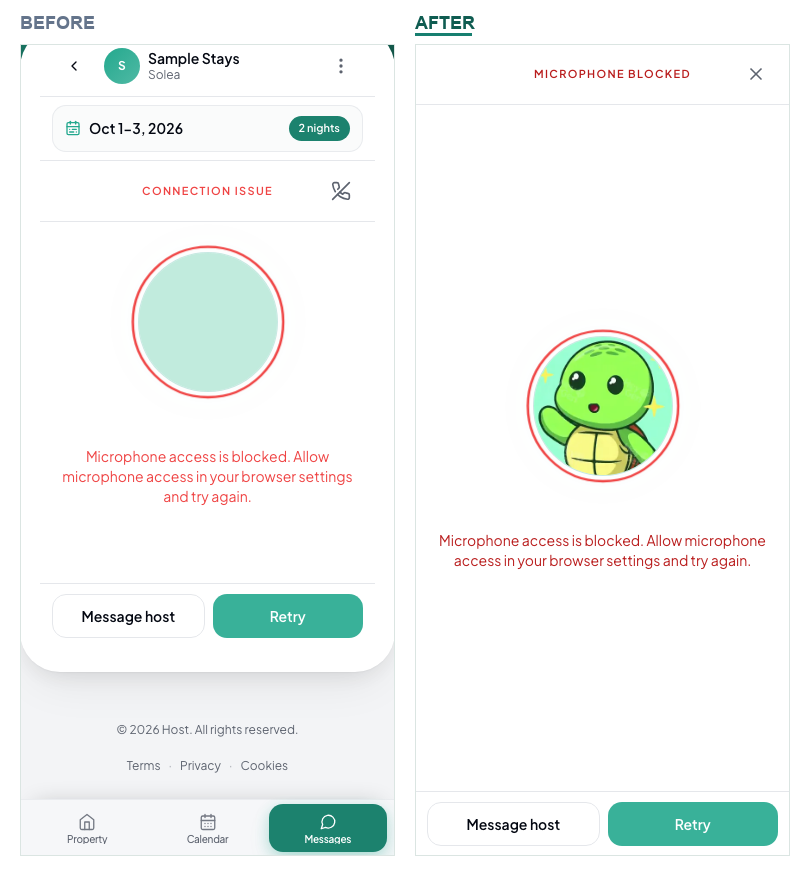 BEFORE
S
Sample Stays
Solea
Oct 1–3, 2026
2 nights
CONNECTION ISSUE
Microphone access is blocked. Allow
microphone access in your browser settings
and try again.
Message host
Retry
© 2026 Host. All rights reserved.
Terms · Privacy · Cookies
Property
Calendar
Messages
AFTER
MICROPHONE BLOCKED
Microphone access is blocked. Allow microphone
access in your browser settings and try again.
Message host
Retry